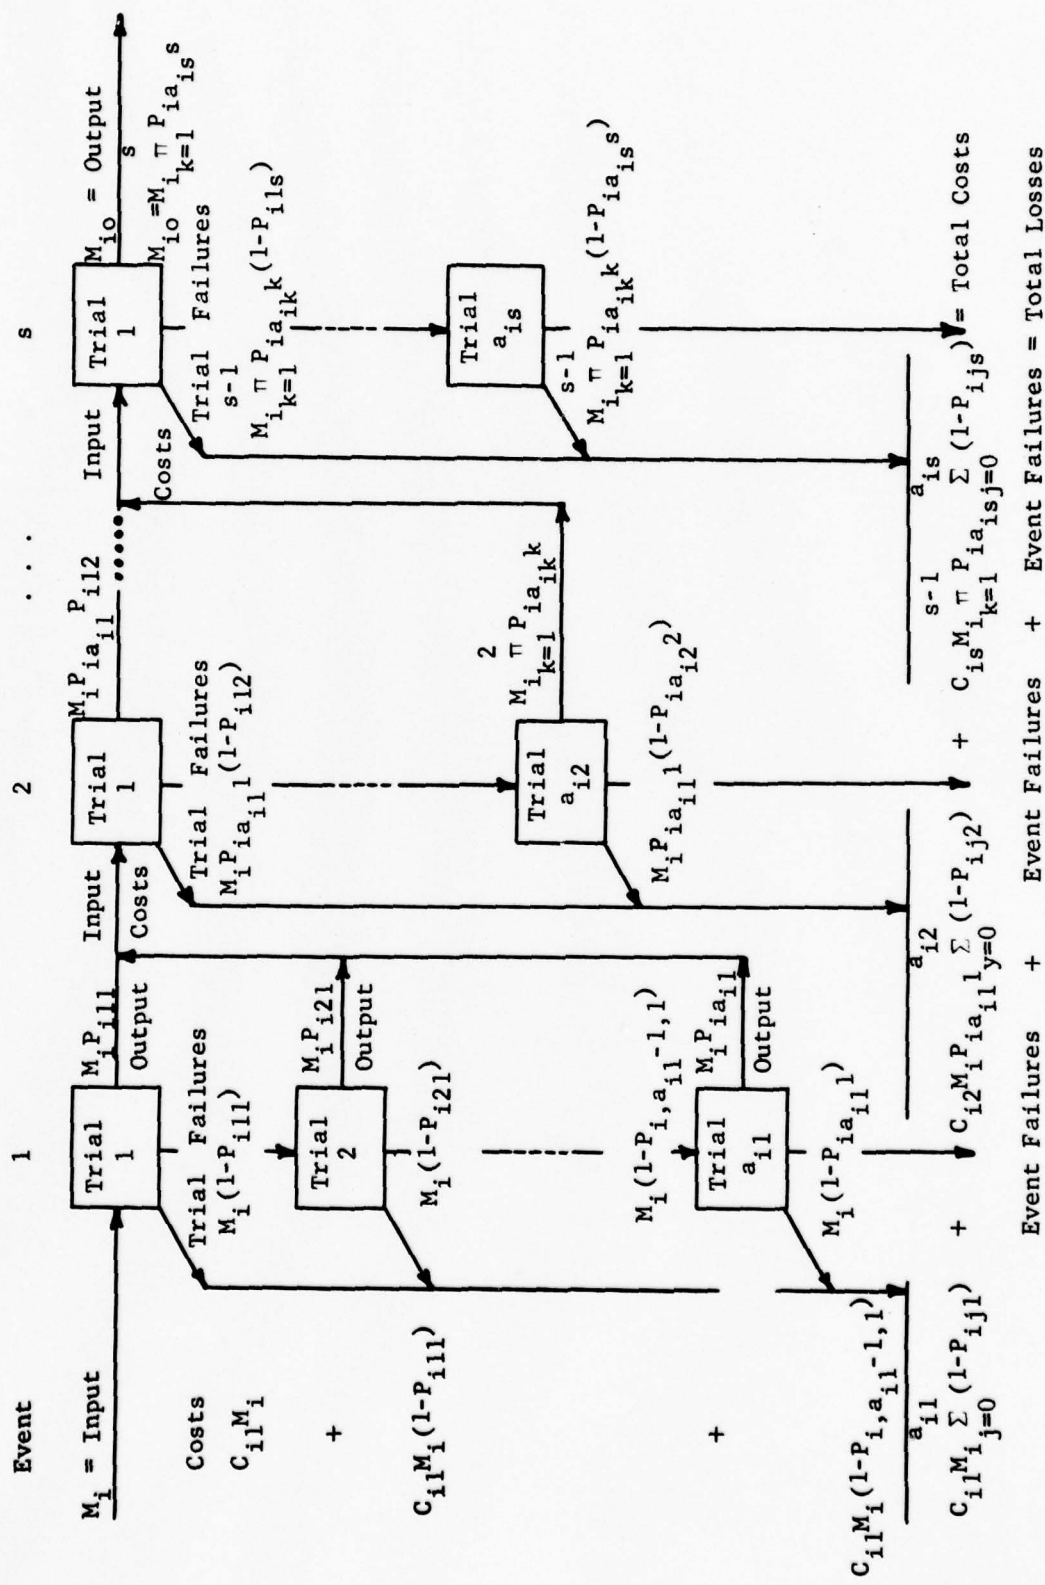 Event 1 2 . . . s
M_i = Input
Trial 1
M_iP_i11
Output
Input
Costs
Trial 1
M_iP_ia_i1P_i12 .....
Input
Costs
Trial 1
M_io = Output
M_io=M_i π_{k=1}^{s} P_ia_is s
Costs
C_i1M_i
Trial Failures
M_i(1-P_i11)
Trial Failures
M_iP_ia_i1 1(1-P_i12)
Trial Failures
M_i π_{k=1}^{s-1} P_ia_ik k(1-P_i1s)
+
C_i1M_i(1-P_i11)
Trial 2
M_iP_i21
Output
M_i(1-P_i21)
+
M_i(1-P_i,a_i1-1,1)
Trial a_i1
M_iP_ia_i1
Output
M_i(1-P_ia_i1 1)
Trial a_i2
M_i π_{k=1}^{2} P_ia_ik k
M_iP_ia_i1 1(1-P_ia_i2 2)
Trial a_is
M_i π_{k=1}^{s-1} P_ia_ik k(1-P_ia_is s)
C_i1M_i(1-P_i,a_i1-1,1)
C_i1M_i Σ_{j=0}^{a_i1} (1-P_ij1) + C_i2M_iP_ia_i1 1 Σ_{y=0}^{a_i2} (1-P_ij2) + C_isM_i π_{k=1}^{s-1} P_ia_is Σ_{j=0}^{a_is} (1-P_ijs) = Total Costs
Event Failures + Event Failures + Event Failures = Total Losses